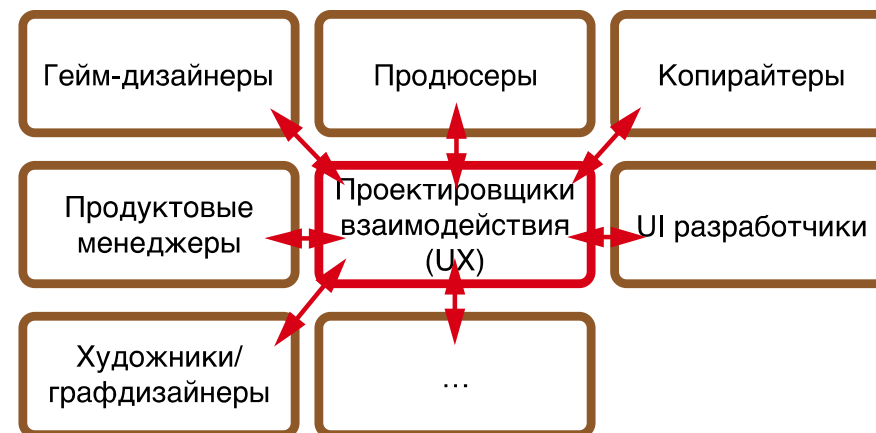 Гейм-дизайнеры
Продюсеры
Копирайтеры
Продуктовые
менеджеры
Проектировщики
взаимодействия
(UX)
UI разработчики
Художники/
графдизайнеры
...